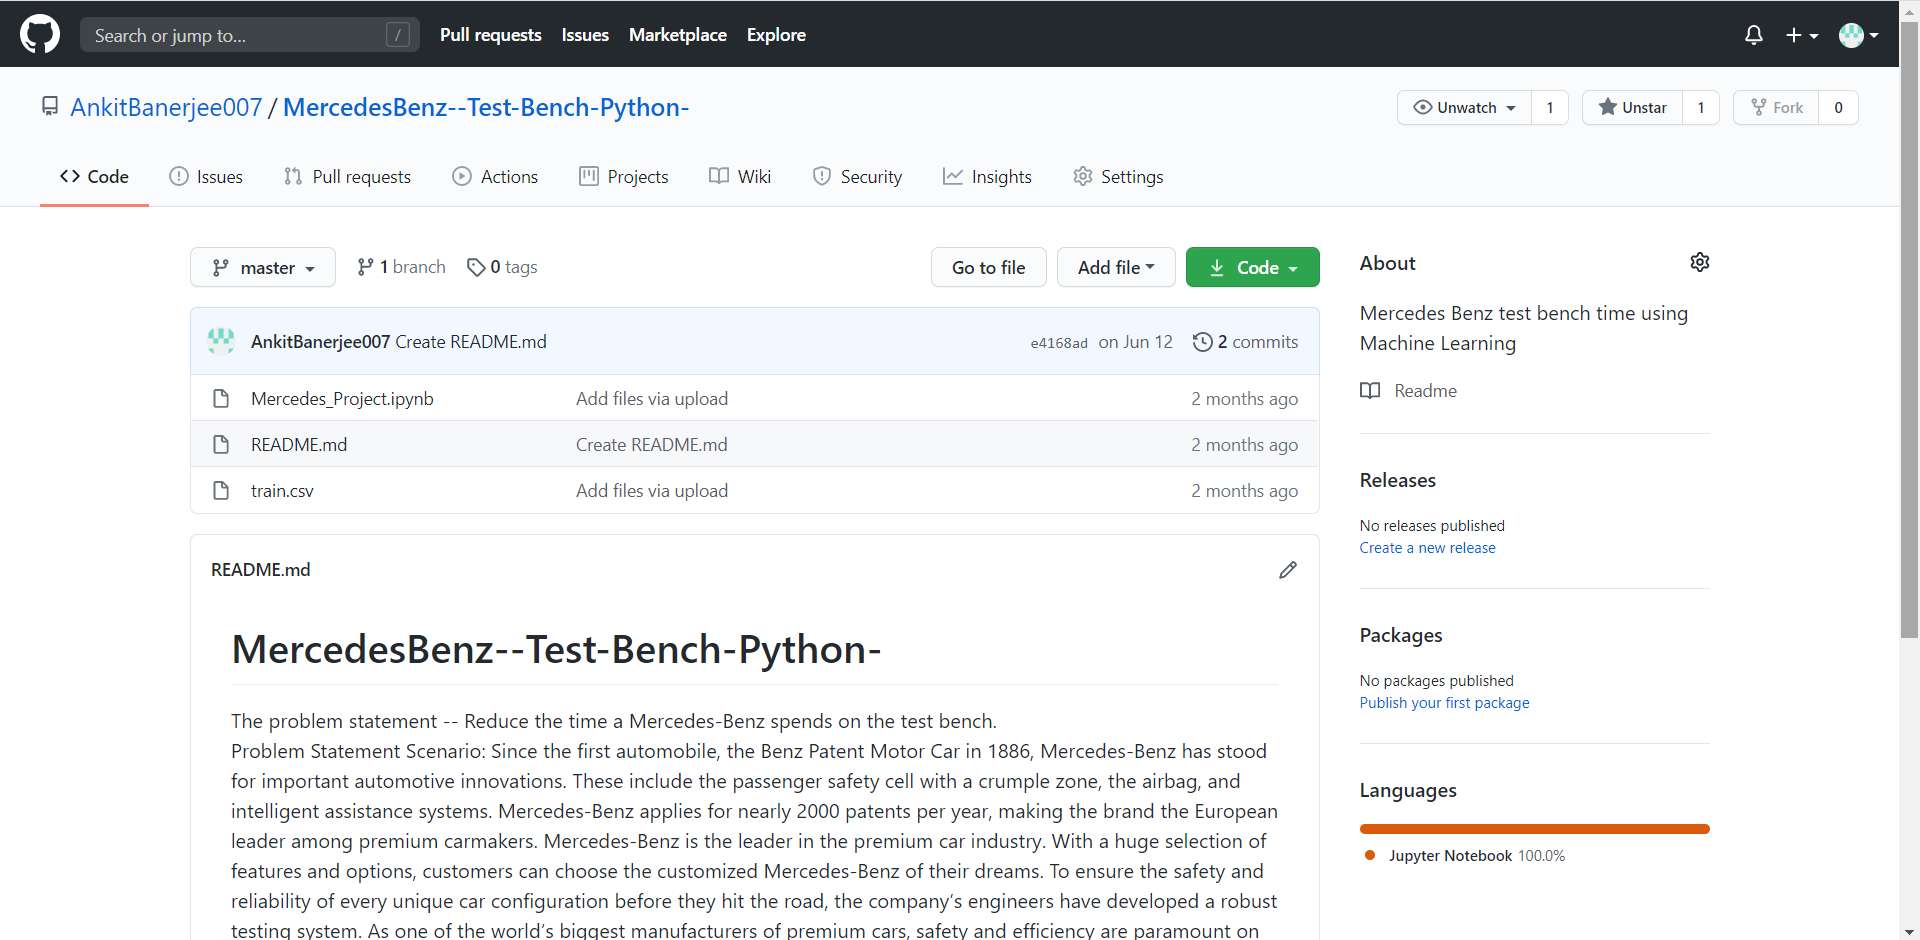 Search or jump to... /
Pull requests Issues Marketplace Explore
AnkitBanerjee007 / MercedesBenz--Test-Bench-Python-
Unwatch 1 Unstar 1 Fork 0
Code Issues Pull requests Actions Projects Wiki Security Insights Settings
master 1 branch 0 tags
Go to file Add file Code
AnkitBanerjee007 Create README.md e4168ad on Jun 12 2 commits
Mercedes_Project.ipynb Add files via upload 2 months ago
README.md Create README.md 2 months ago
train.csv Add files via upload 2 months ago
README.md
MercedesBenz--Test-Bench-Python-
The problem statement -- Reduce the time a Mercedes-Benz spends on the test bench.
Problem Statement Scenario: Since the first automobile, the Benz Patent Motor Car in 1886, Mercedes-Benz has stood
for important automotive innovations. These include the passenger safety cell with a crumple zone, the airbag, and
intelligent assistance systems. Mercedes-Benz applies for nearly 2000 patents per year, making the brand the European
leader among premium carmakers. Mercedes-Benz is the leader in the premium car industry. With a huge selection of
features and options, customers can choose the customized Mercedes-Benz of their dreams. To ensure the safety and
reliability of every unique car configuration before they hit the road, the company’s engineers have developed a robust
testing system. As one of the world’s biggest manufacturers of premium cars, safety and efficiency are paramount on
About
Mercedes Benz test bench time using
Machine Learning
Readme
Releases
No releases published
Create a new release
Packages
No packages published
Publish your first package
Languages
Jupyter Notebook 100.0%